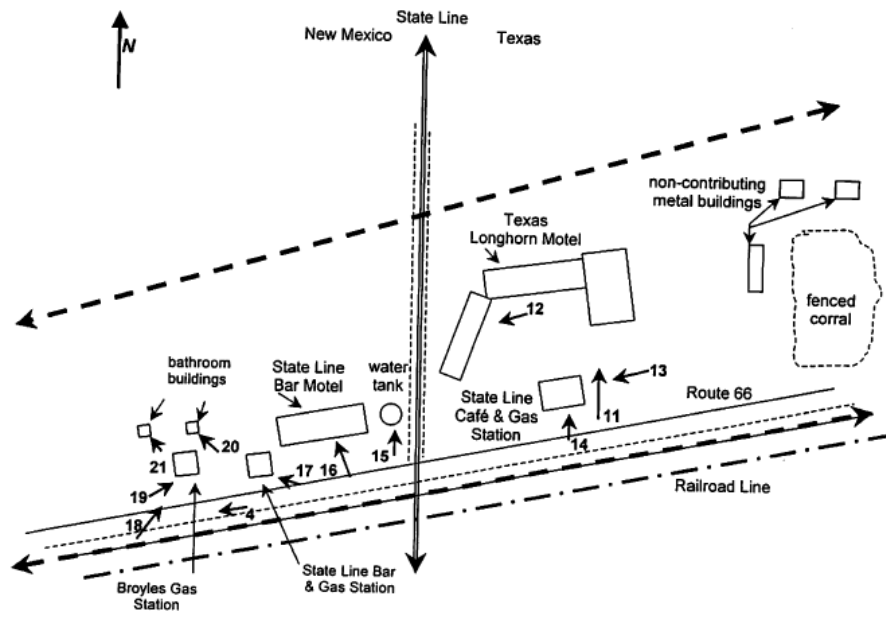 State Line
New Mexico
Texas
N
non-contributing
metal buildings
Texas
Longhorn Motel
12
fenced
corral
bathroom
buildings
State Line
Bar Motel
water
tank
State Line
Café & Gas
Station
13
11
14
Route 66
20
21
15
16
17
19
18
4
Railroad Line
Broyles Gas
Station
State Line Bar
& Gas Station